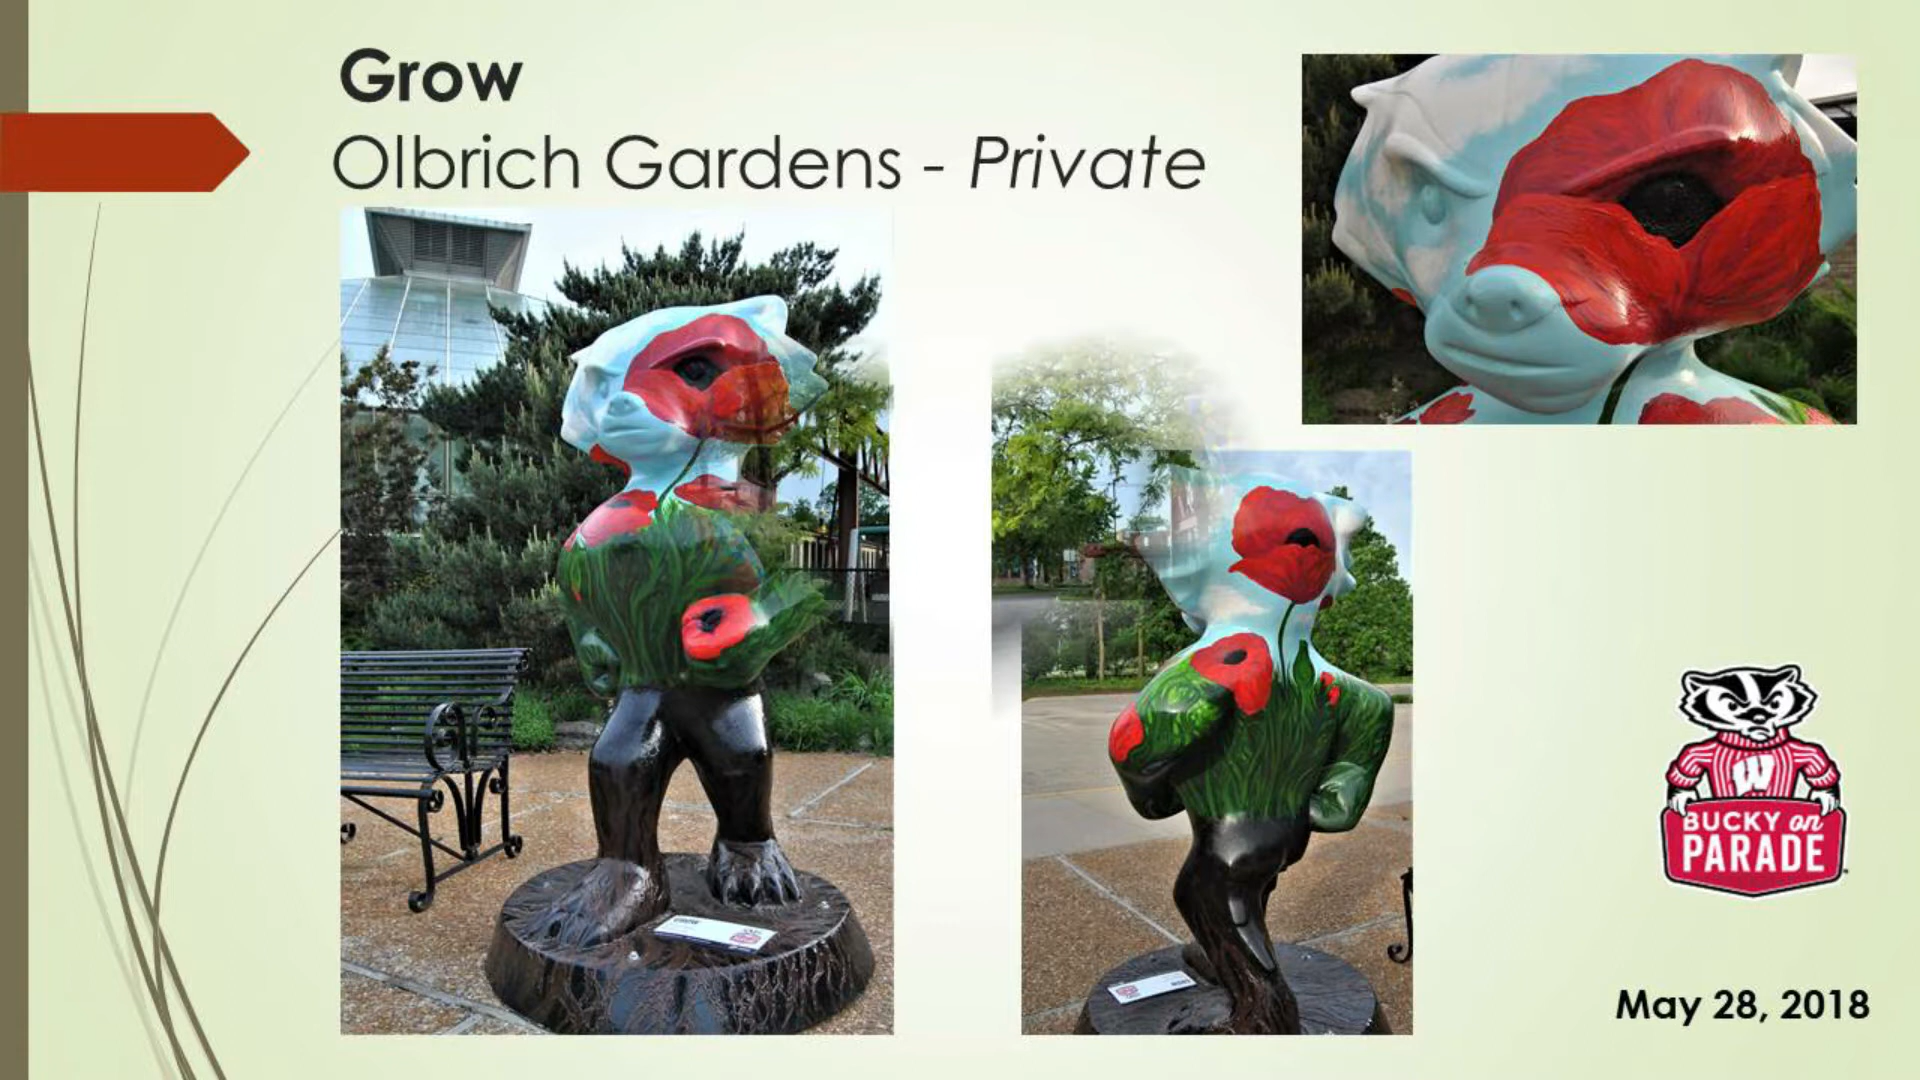 Grow
Olbrich Gardens - Private
W
BUCKY on
PARADE
May 28, 2018